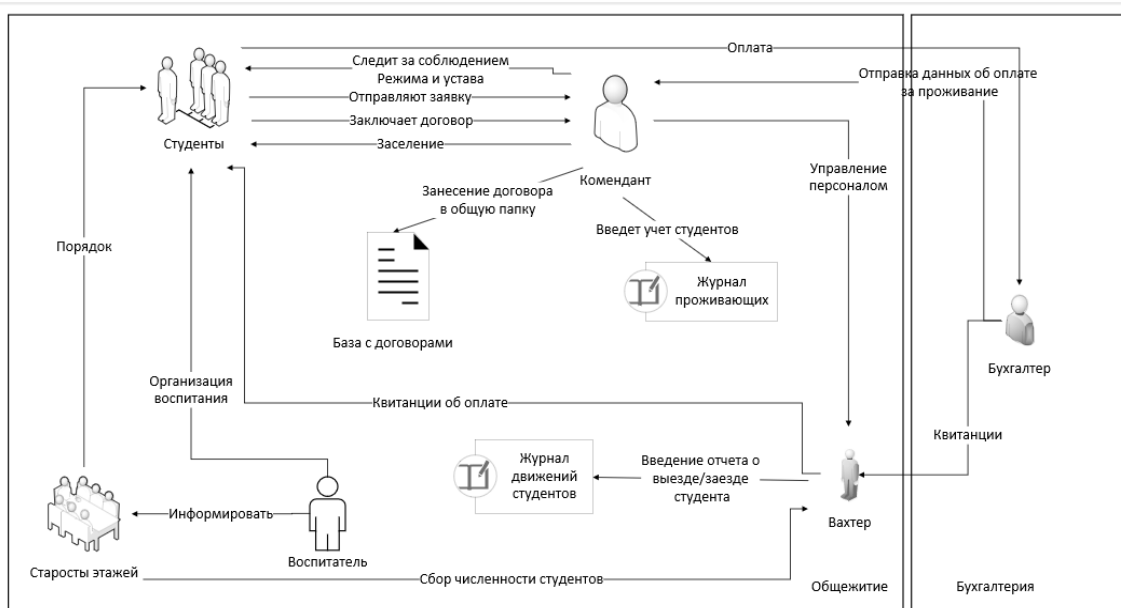 Оплата
Следит за соблюдением
Режима и устава
Отправка данных об оплате
за проживание
Отправляют заявку
Заключает договор
Студенты
Заселение
Комендант
Управление
персоналом
Занесение договора
в общую папку
Введет учет студентов
Порядок
Журнал
проживающих
База с договорами
Бухгалтер
Организация
воспитания
Квитанции об оплате
Квитанции
Журнал
движений
студентов
Введение отчета о
выезде/заезде
студента
Информировать
Вахтер
Воспитатель
Старосты этажей
Сбор численности студентов
Общежитие
Бухгалтерия